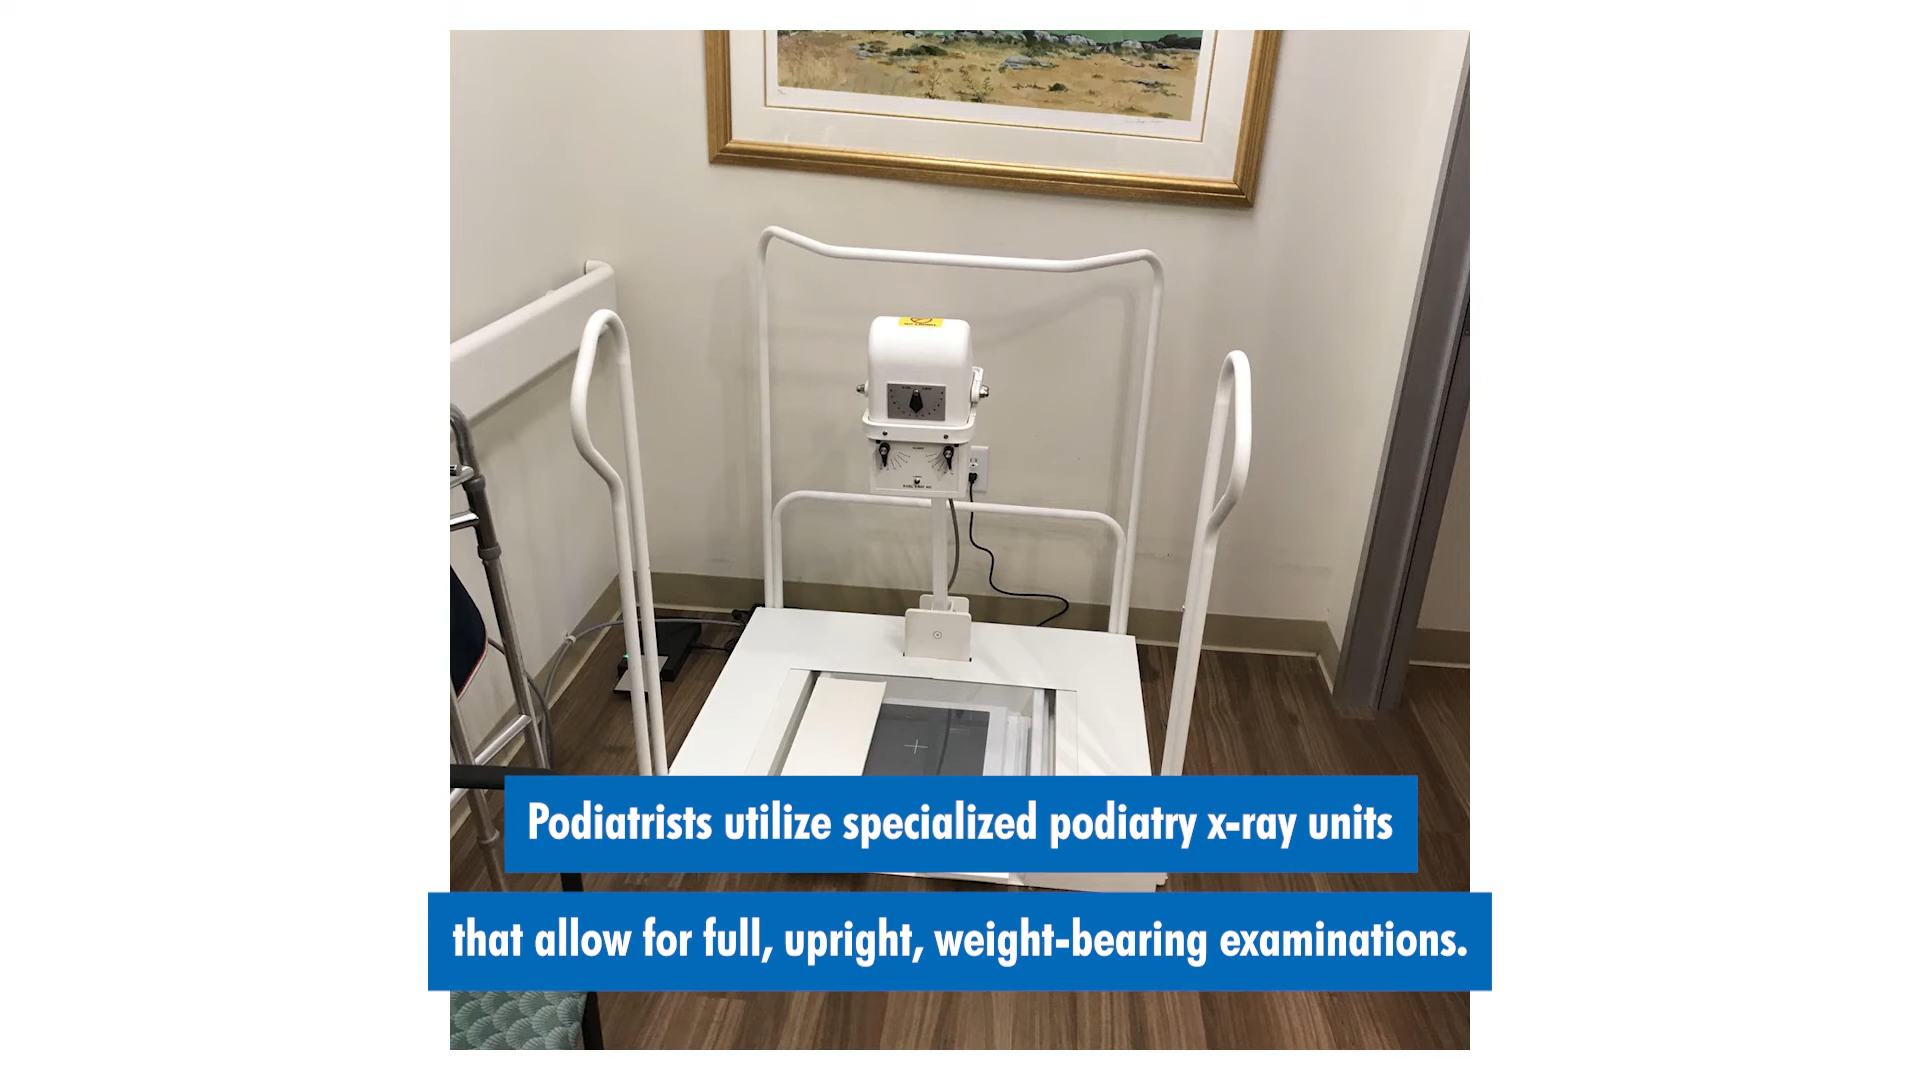 Podiatrists utilize specialized podiatry x-ray units
that allow for full, upright, weight-bearing examinations.